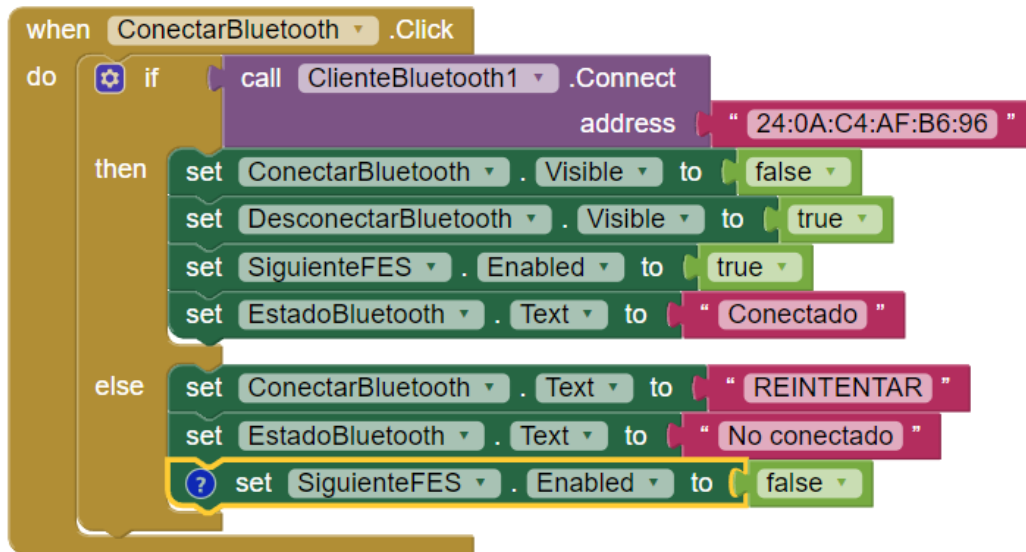 when ConectarBluetooth .Click
do if call ClienteBluetooth1 .Connect
address " 24:0A:C4:AF:B6:96 "
then set ConectarBluetooth . Visible to false
set DesconectarBluetooth . Visible to true
set SiguienteFES . Enabled to true
set EstadoBluetooth . Text to " Conectado "
else set ConectarBluetooth . Text to " REINTENTAR "
set EstadoBluetooth . Text to " No conectado "
? set SiguienteFES . Enabled to false